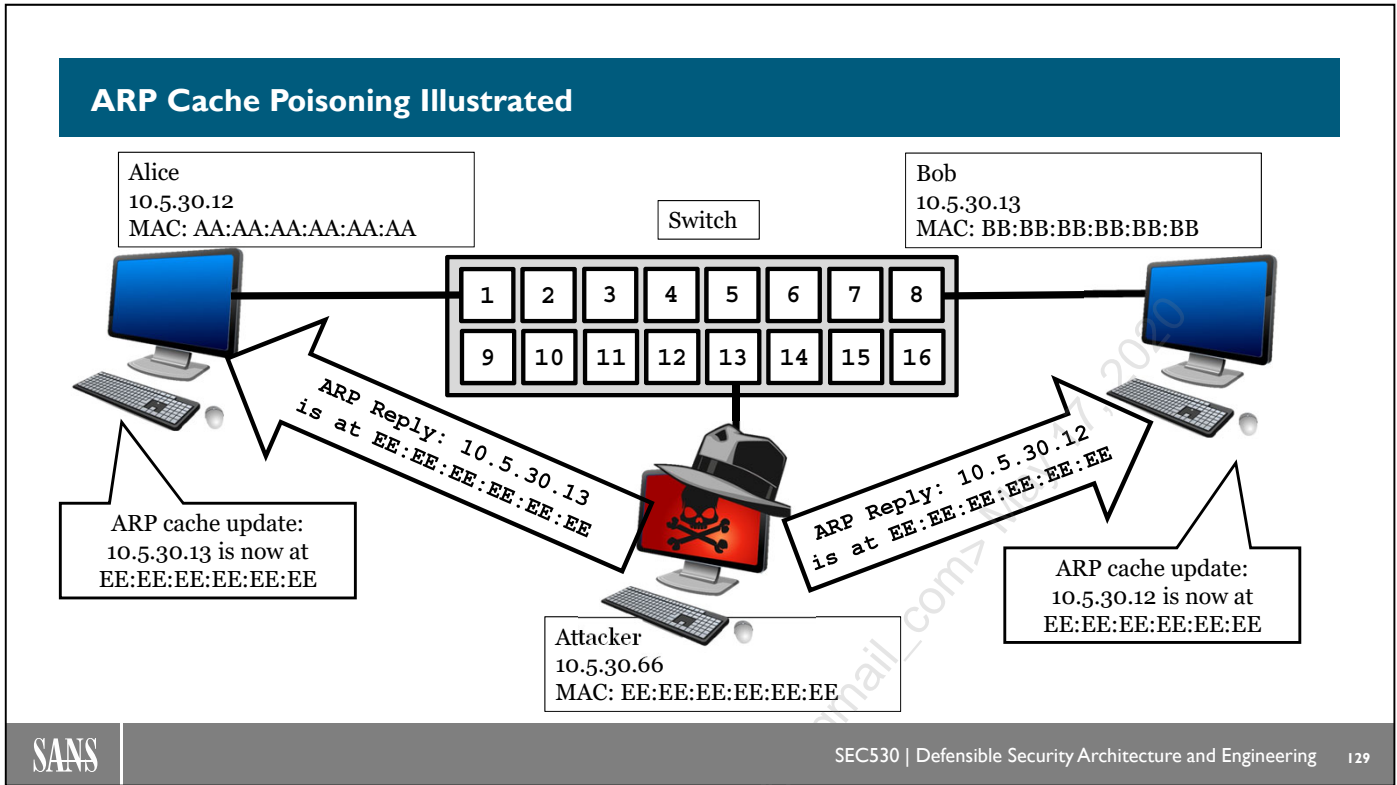 ARP Cache Poisoning Illustrated
Alice
10.5.30.12
MAC: AA:AA:AA:AA:AA:AA
Switch
Bob
10.5.30.13
MAC: BB:BB:BB:BB:BB:BB
1 2 3 4 5 6 7 8
9 10 11 12 13 14 15 16
ARP Reply: 10.5.30.13
is at EE:EE:EE:EE:EE:EE
ARP Reply: 10.5.30.12
is at EE:EE:EE:EE:EE:EE
ARP cache update:
10.5.30.13 is now at
EE:EE:EE:EE:EE:EE
ARP cache update:
10.5.30.12 is now at
EE:EE:EE:EE:EE:EE
Attacker
10.5.30.66
MAC: EE:EE:EE:EE:EE:EE
gmail_com> May 17, 2020
SANS
SEC530 | Defensible Security Architecture and Engineering 129